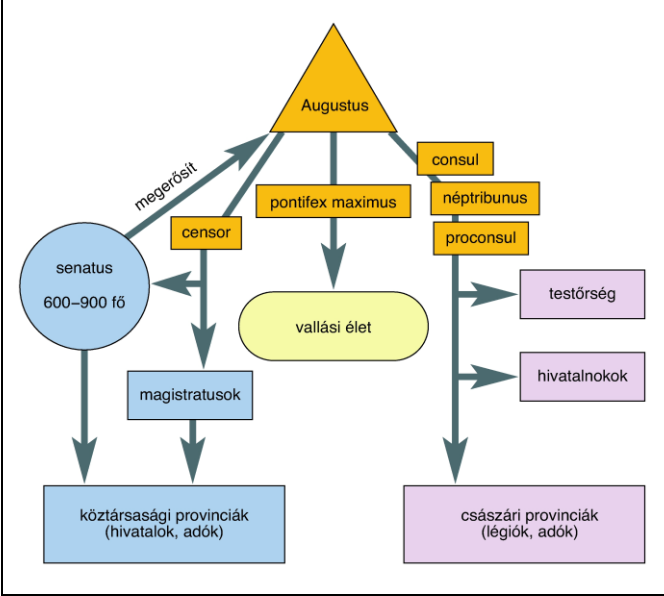 Augustus
consul
megerősít
pontifex maximus
néptribunus
censor
proconsul
senatus
600–900 fő
testőrség
vallási élet
hivatalnokok
magistratusok
köztársasági provinciák
(hivatalok, adók)
császári provinciák
(légiók, adók)